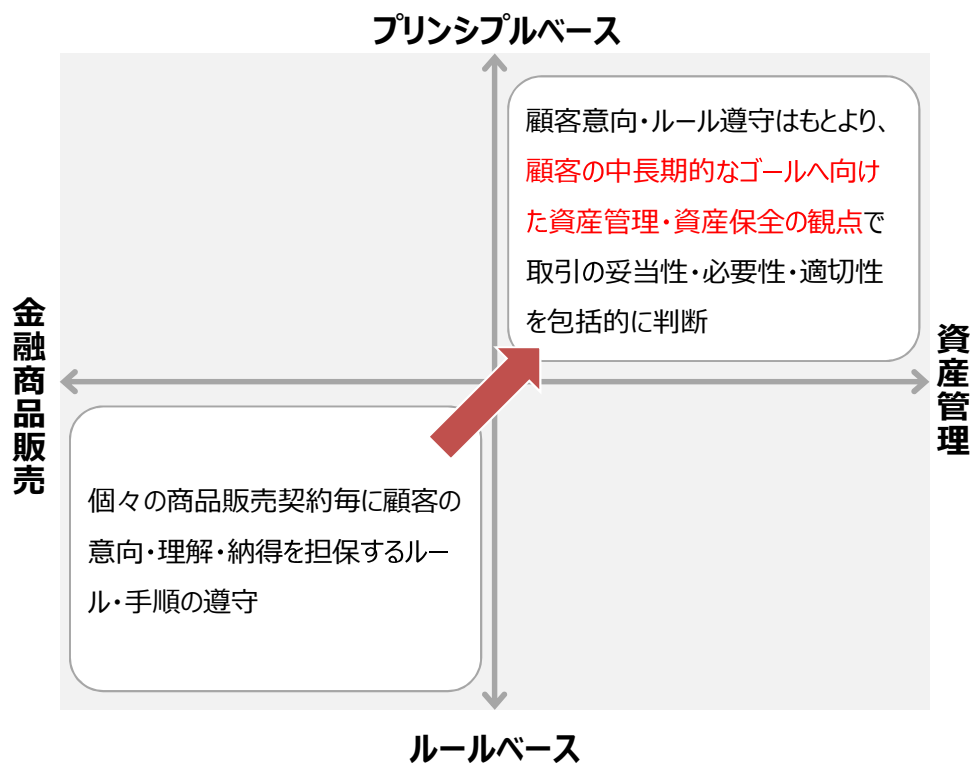 プリンシプルベース
顧客意向・ルール遵守はもとより、
顧客の中長期的なゴールへ向け
た資産管理・資産保全の観点で
取引の妥当性・必要性・適切性
を包括的に判断
金融商品販売
資産管理
個々の商品販売契約毎に顧客の
意向・理解・納得を担保するルー
ル・手順の遵守
ルールベース